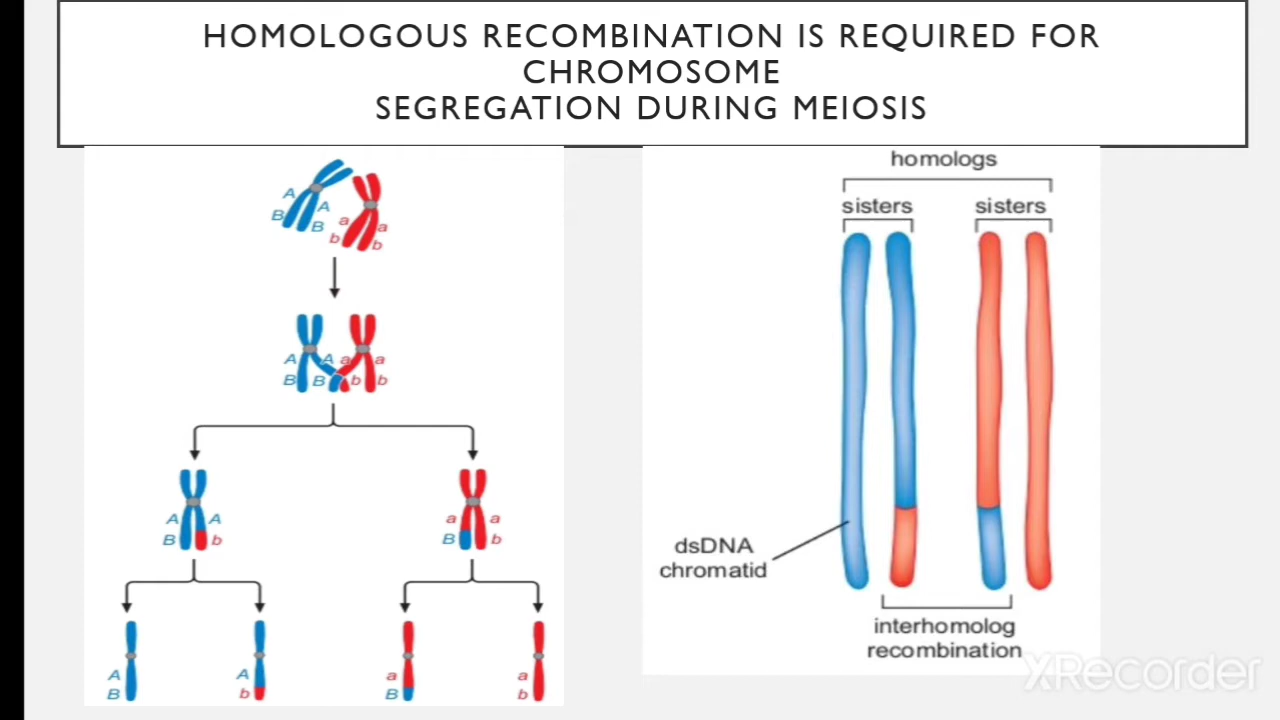 HOMOLOGOUS RECOMBINATION IS REQUIRED FOR
CHROMOSOME
SEGREGATION DURING MEIOSIS
A
B
A
B
a
b
a
b
A
B
A
B
a
b
a
b
A
B
A
b
a
B
a
b
A
B
A
b
a
B
a
b
homologs
sisters sisters
dsDNA
chromatid
interhomolog
recombination
XRecorder